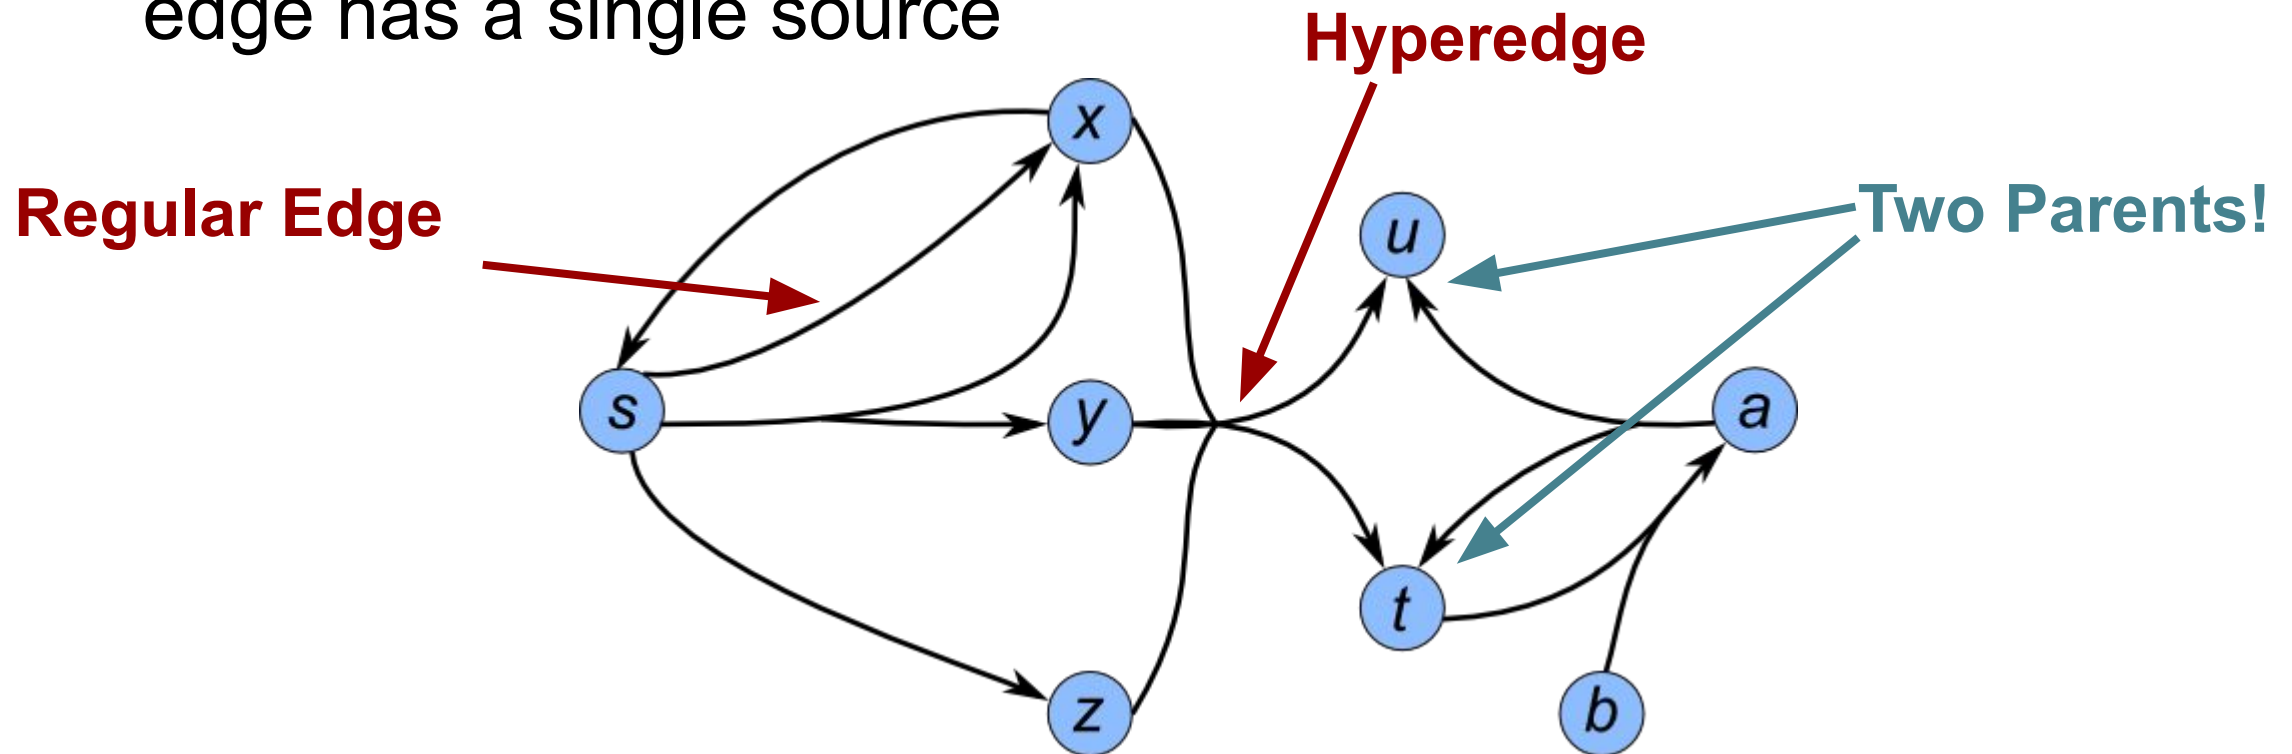 edge has a single source
Hyperedge
x
Regular Edge
Two Parents!
u
s
y
a
t
z
b